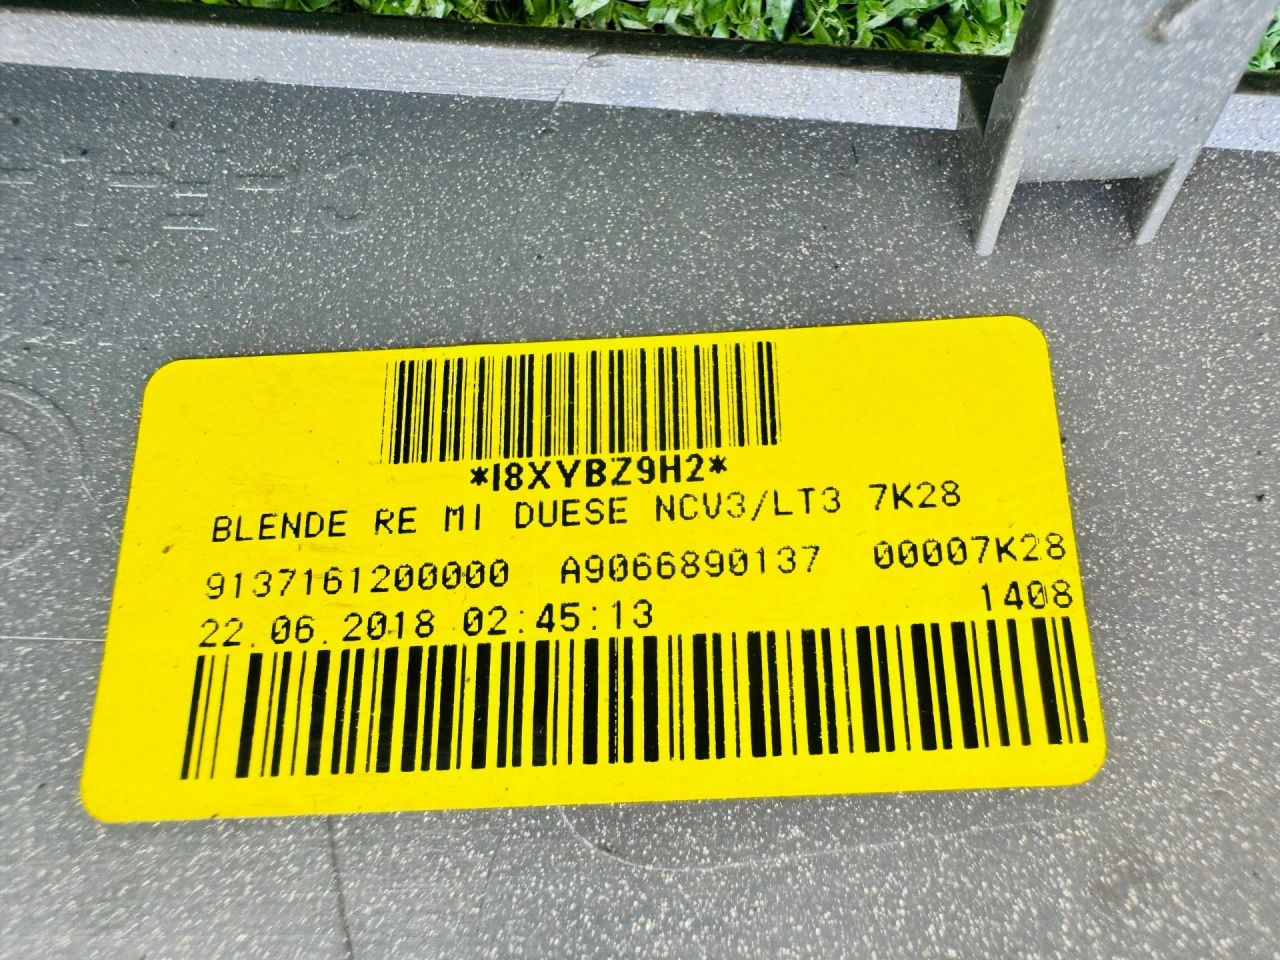 *I8XYBZ9H2*
BLENDE RE MI DUESE NCV3/LT3 7K28
9137161200000 A9066890137 00007K28
22.06.2018 02:45:13 1408